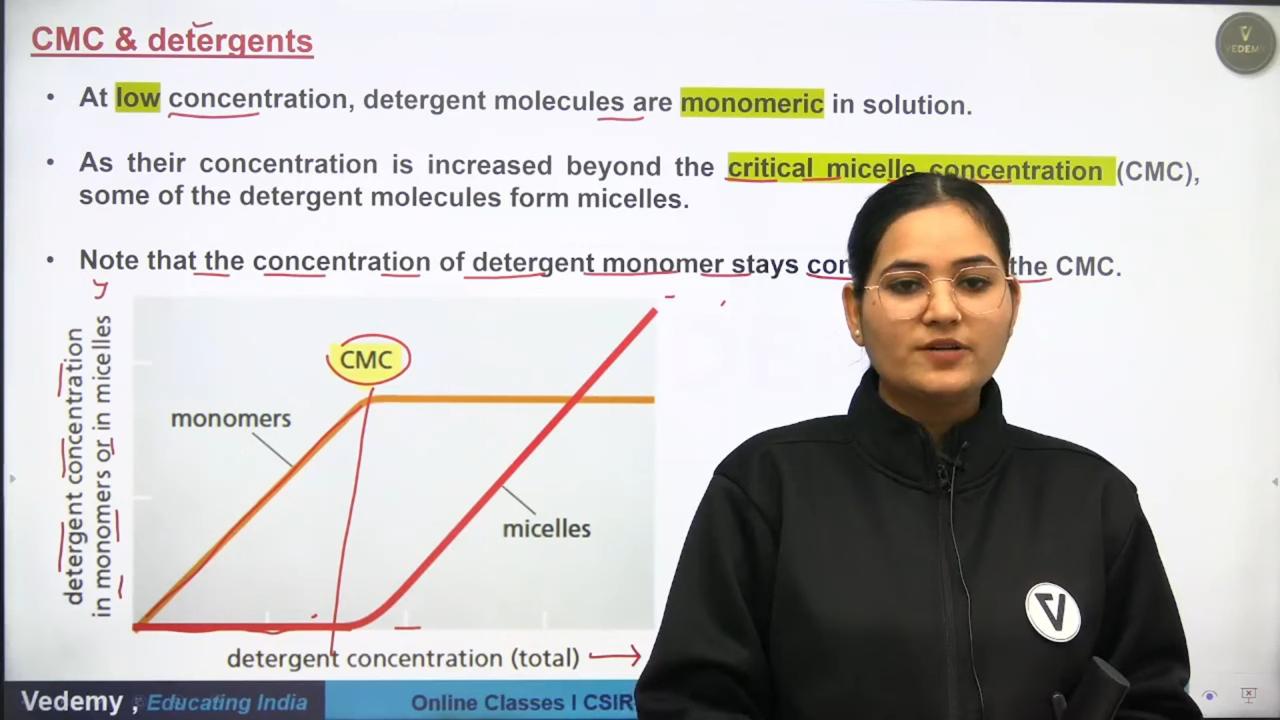 CMC & detergents
VEDEMY
• At low concentration, detergent molecules are monomeric in solution.
• As their concentration is increased beyond the critical micelle concentration (CMC),
some of the detergent molecules form micelles.
• Note that the concentration of detergent monomer stays con the CMC.
y
detergent concentration
in monomers or in micelles
CMC
monomers
micelles
detergent concentration (total)
Vedemy , Educating India
Online Classes I CSIR